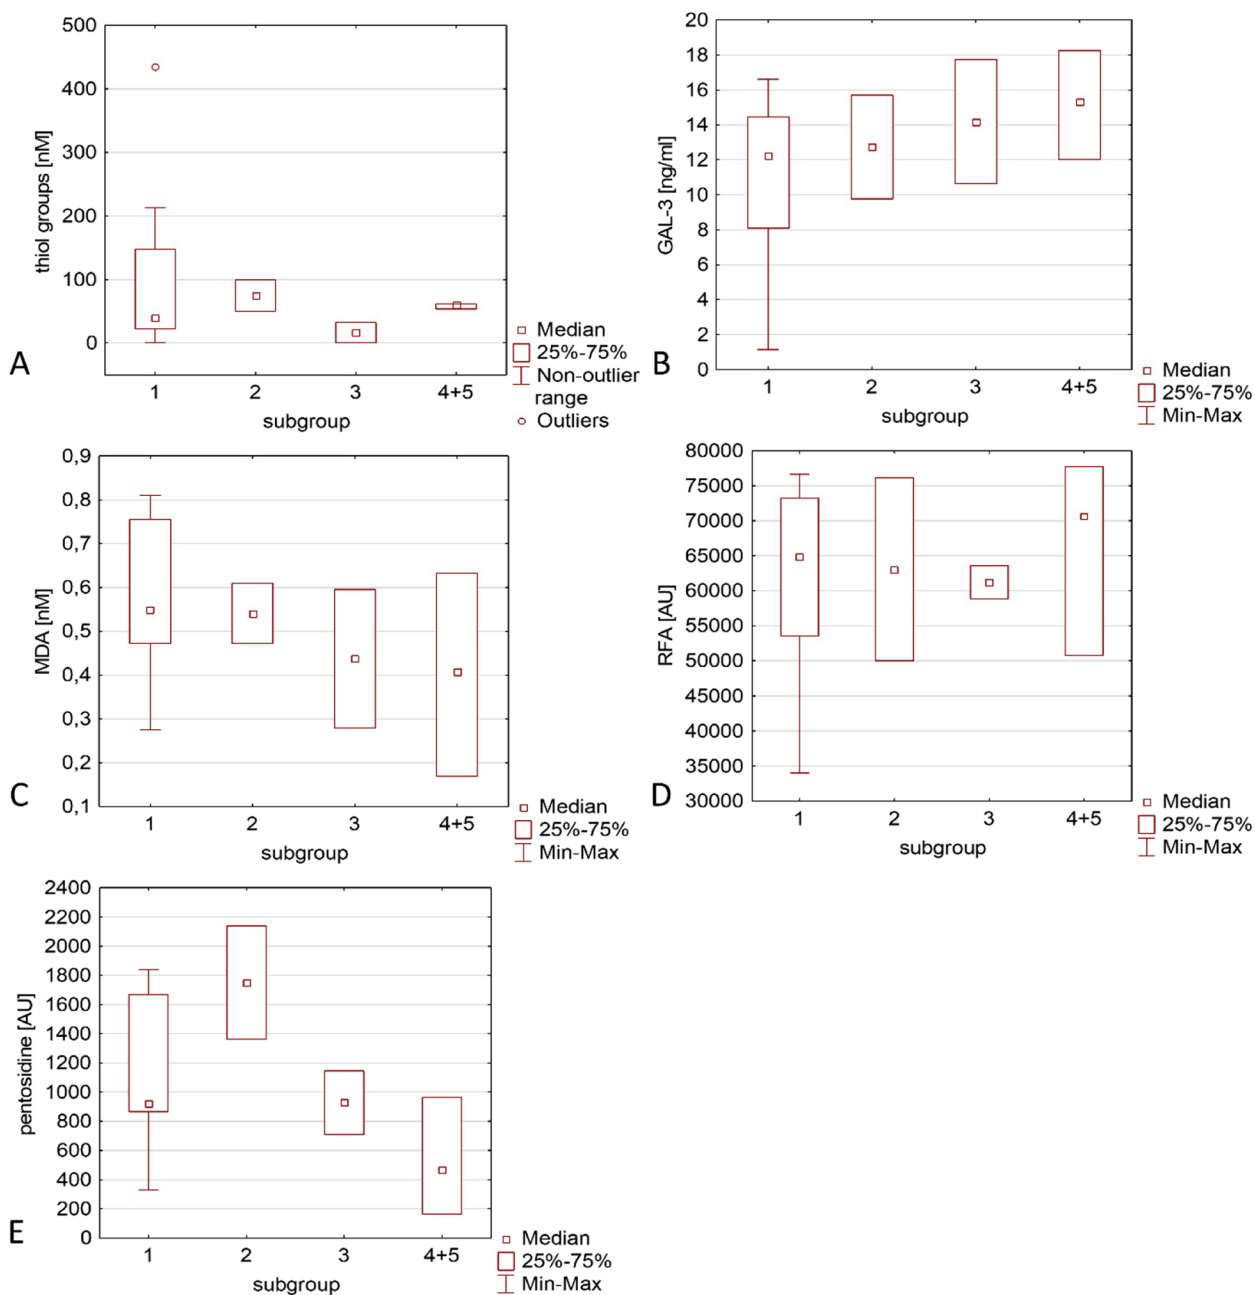 500
400
300
200
100
0
thiol groups [nM]
1 2 3 4+5
subgroup
A
Median
25%-75%
Non-outlier
range
Outliers
20
18
16
14
12
10
8
6
4
2
0
GAL-3 [ng/ml]
1 2 3 4+5
subgroup
B
Median
25%-75%
Min-Max
0,9
0,8
0,7
0,6
0,5
0,4
0,3
0,2
0,1
MDA [nM]
1 2 3 4+5
subgroup
C
Median
25%-75%
Min-Max
80000
75000
70000
65000
60000
55000
50000
45000
40000
35000
30000
RFA [AU]
1 2 3 4+5
subgroup
D
Median
25%-75%
Min-Max
2400
2200
2000
1800
1600
1400
1200
1000
800
600
400
200
0
pentosidine [AU]
1 2 3 4+5
subgroup
E
Median
25%-75%
Min-Max